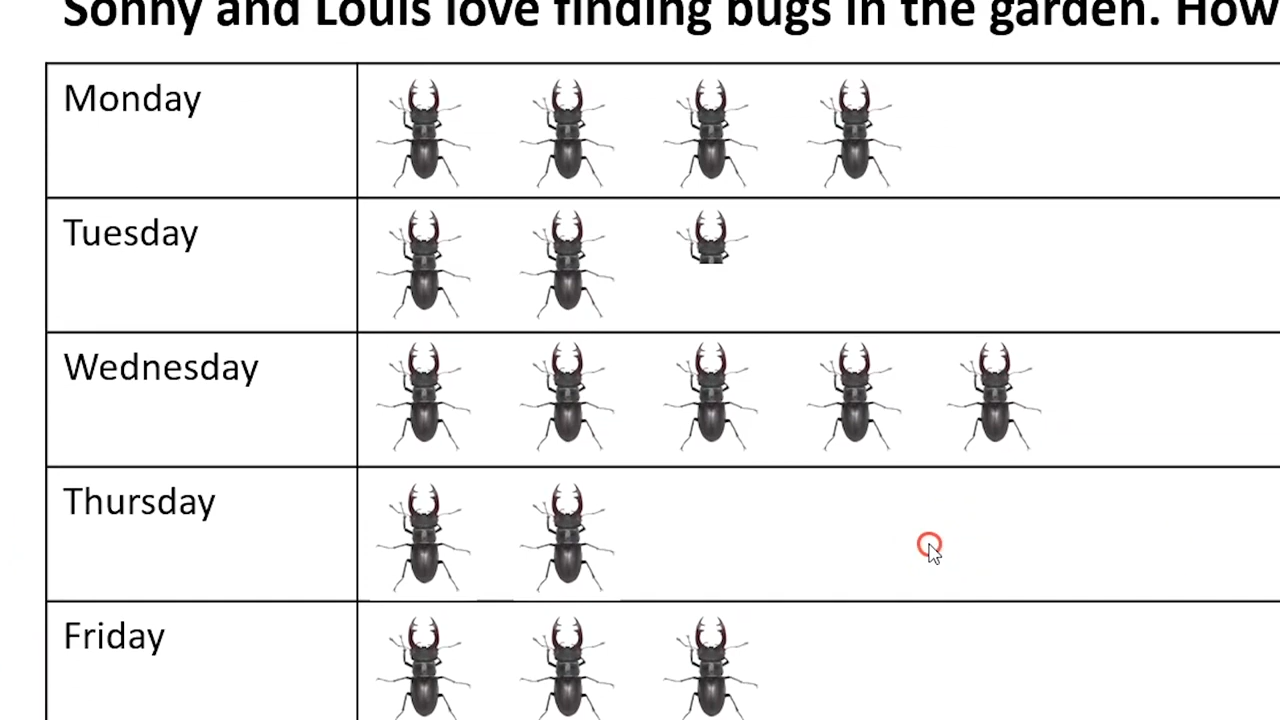 Sonny and Louis love finding bugs in the garden. How
Monday
Tuesday
Wednesday
Thursday
Friday